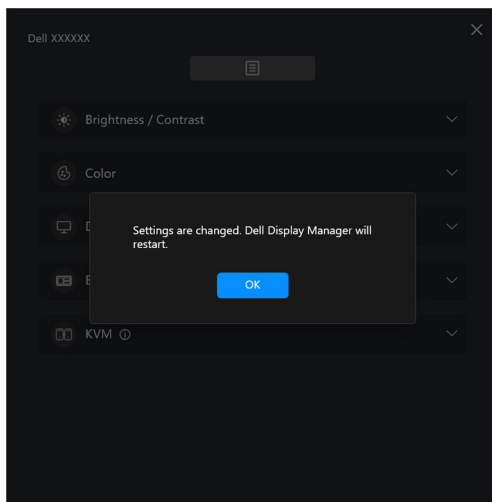 Dell XXXXXX
Brightness / Contrast
Color
D
Settings are changed. Dell Display Manager will
restart.
E
OK
KVM